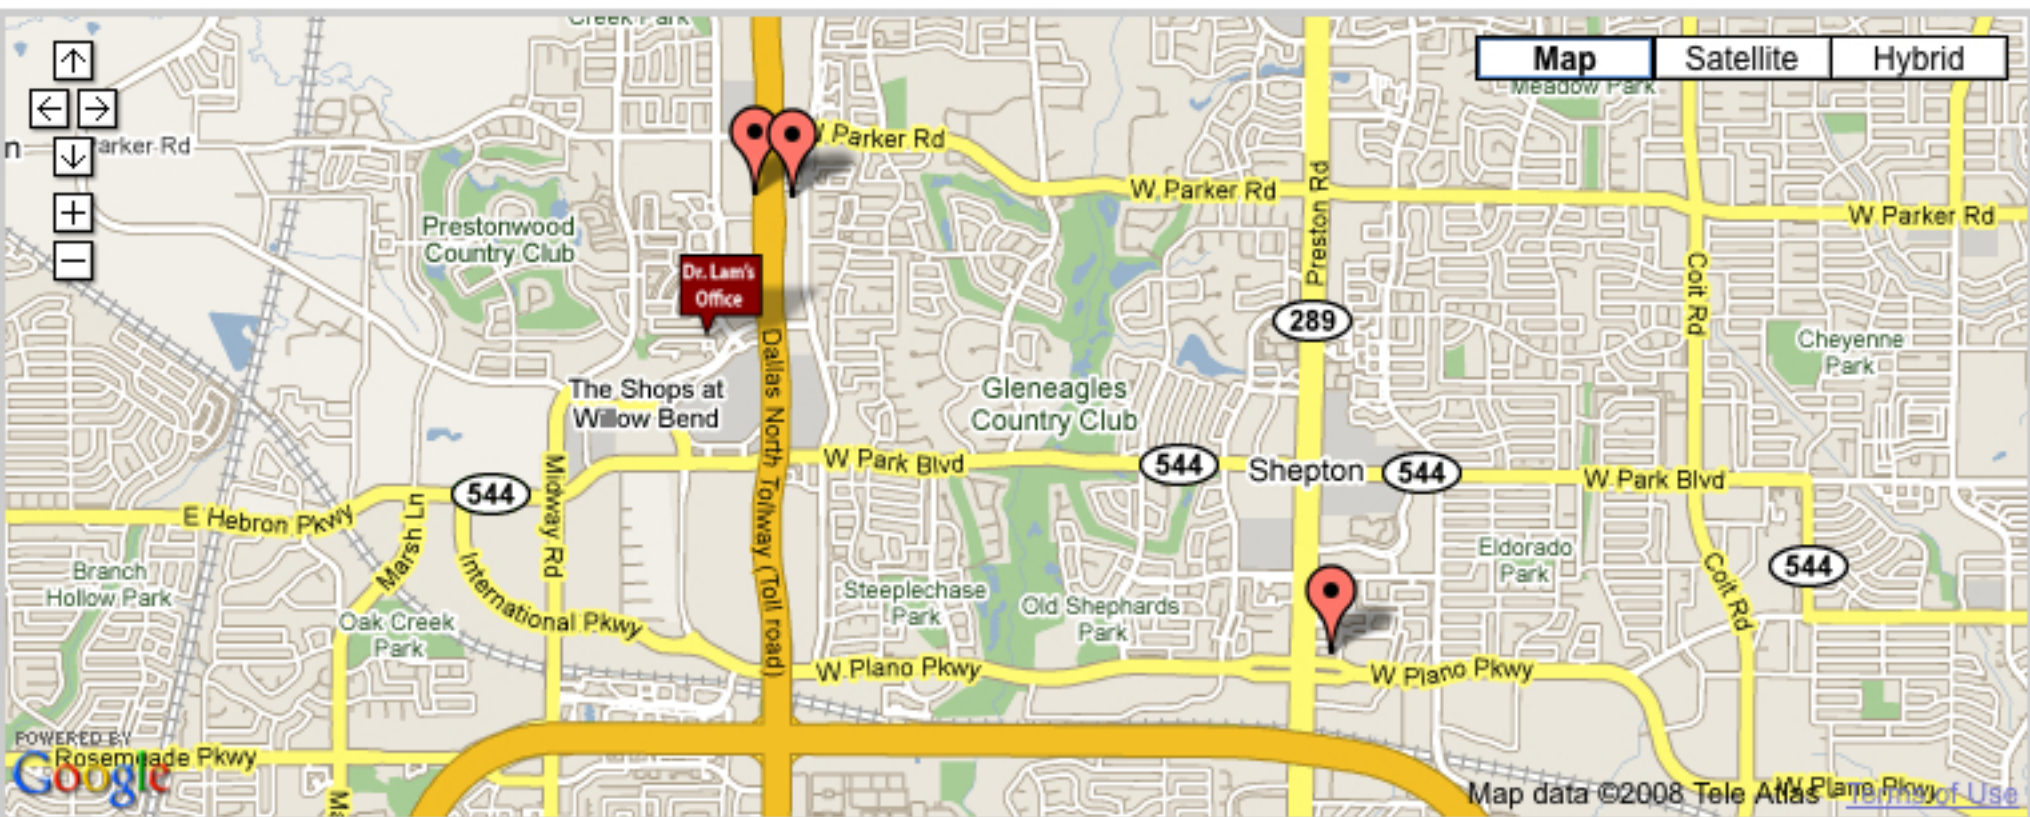 Creek Park
Map
Satellite
Hybrid
Meadow Park
W Parker Rd
Parker Rd
n
W Parker Rd
W Parker Rd
Preston Rd
Prestonwood
Country Club
Dr. Lam's
Office
Coit Rd
289
Cheyenne
Park
Dallas North Tollway (Toll road)
The Shops at
Willow Bend
Gleneagles
Country Club
W Park Blvd
544
Shepton
544
W Park Blvd
544
E Hebron Pkwy
Marsh Ln
Midway Rd
International Pkwy
Branch
Hollow Park
Oak Creek
Park
Steeplechase
Park
Old Shephards
Park
Eldorado
Park
544
Coit Rd
W Plano Pkwy
W Plano Pkwy
POWERED BY
Google
Rosemeade Pkwy
Ma
Map data ©2008 Tele Atlas
W Plano Pkwy
Terms of Use